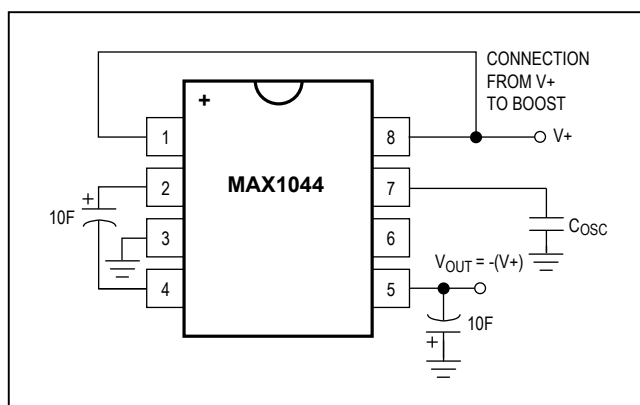 CONNECTION
FROM V+
TO BOOST
+
1
8
V+
MAX1044
+
2
7
10F
3
6
COSC
4
5
VOUT = -(V+)
10F
+